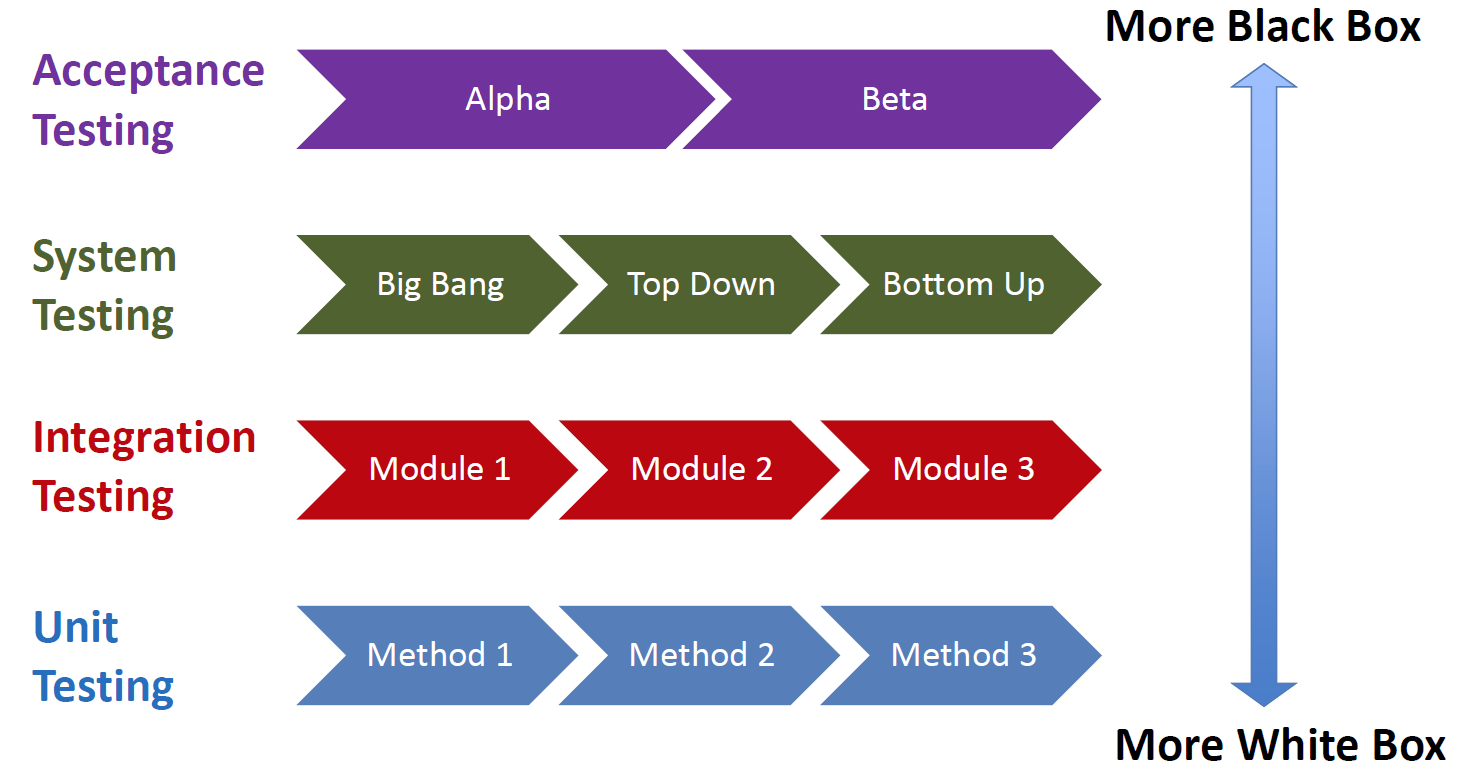 More Black Box
Acceptance
Testing
Alpha
Beta
System
Testing
Big Bang
Top Down
Bottom Up
Integration
Testing
Module 1
Module 2
Module 3
Unit
Testing
Method 1
Method 2
Method 3
More White Box